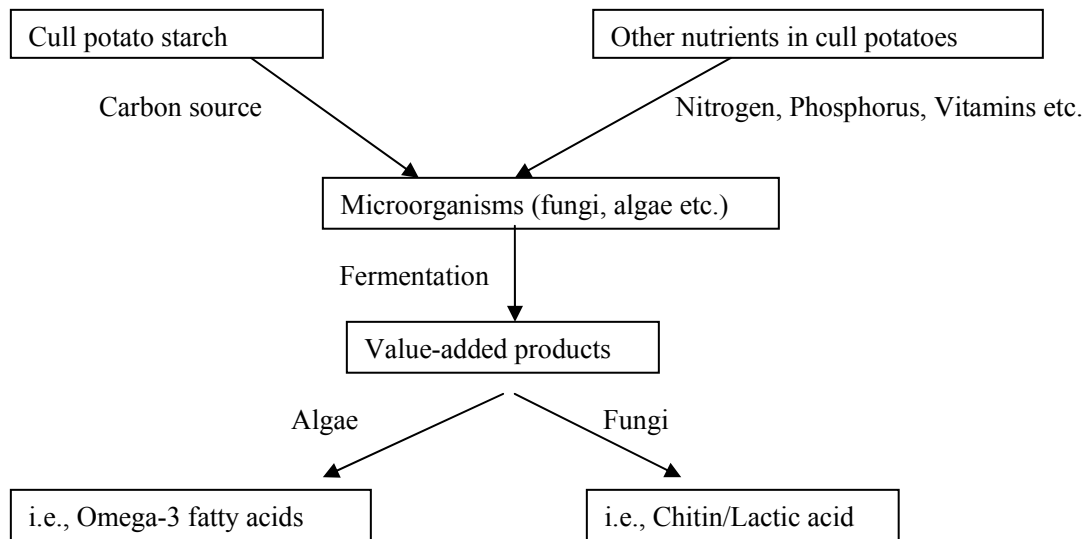 Cull potato starch
Other nutrients in cull potatoes
Carbon source
Nitrogen, Phosphorus, Vitamins etc.
Microorganisms (fungi, algae etc.)
Fermentation
Value-added products
Algae
Fungi
i.e., Omega-3 fatty acids
i.e., Chitin/Lactic acid